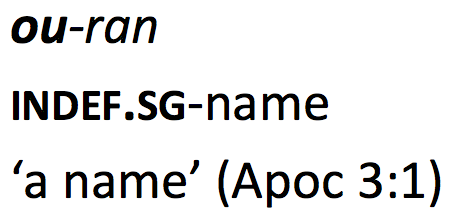 ou-ran
INDEF.SG-name
‘a name’ (Apoc 3:1)